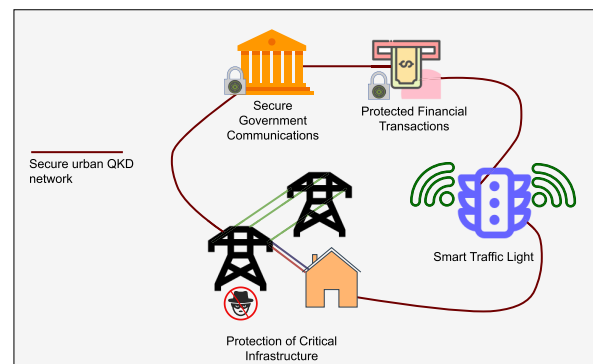 Secure
Government
Communications
Protected Financial
Transactions
Secure urban QKD
network
Smart Traffic Light
Protection of Critical
Infrastructure